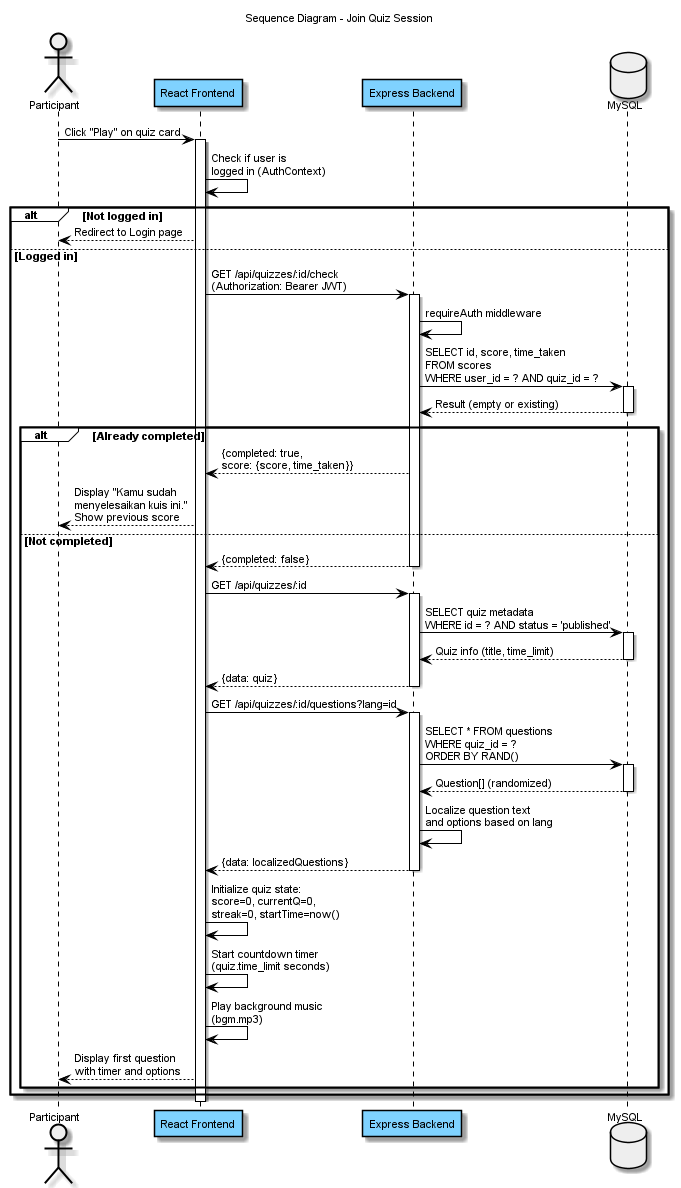 Sequence Diagram - Join Quiz Session
Participant
React Frontend
Express Backend
MySQL
Click "Play" on quiz card
Check if user is
logged in (AuthContext)
alt
[Not logged in]
Redirect to Login page
[Logged in]
GET /api/quizzes/:id/check
(Authorization: Bearer JWT)
requireAuth middleware
SELECT id, score, time_taken
FROM scores
WHERE user_id = ? AND quiz_id = ?
Result (empty or existing)
alt
[Already completed]
{completed: true,
score: {score, time_taken}}
Display "Kamu sudah
menyelesaikan kuis ini."
Show previous score
[Not completed]
{completed: false}
GET /api/quizzes/:id
SELECT quiz metadata
WHERE id = ? AND status = 'published'
Quiz info (title, time_limit)
{data: quiz}
GET /api/quizzes/:id/questions?lang=id
SELECT * FROM questions
WHERE quiz_id = ?
ORDER BY RAND()
Question[] (randomized)
Localize question text
and options based on lang
{data: localizedQuestions}
Initialize quiz state:
score=0, currentQ=0,
streak=0, startTime=now()
Start countdown timer
(quiz.time_limit seconds)
Play background music
(bgm.mp3)
Display first question
with timer and options
Participant
React Frontend
Express Backend
MySQL